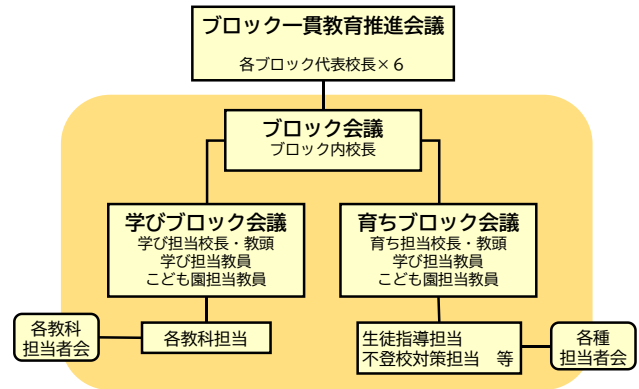 ブロック一貫教育推進会議
各ブロック代表校長×６
ブロック会議
ブロック内校長
学びブロック会議
学び担当校長・教頭
学び担当教員
こども園担当教員
育ちブロック会議
育ち担当校長・教頭
学び担当教員
こども園担当教員
各教科
担当者会
各教科担当
生徒指導担当
不登校対策担当　等
各種
担当者会